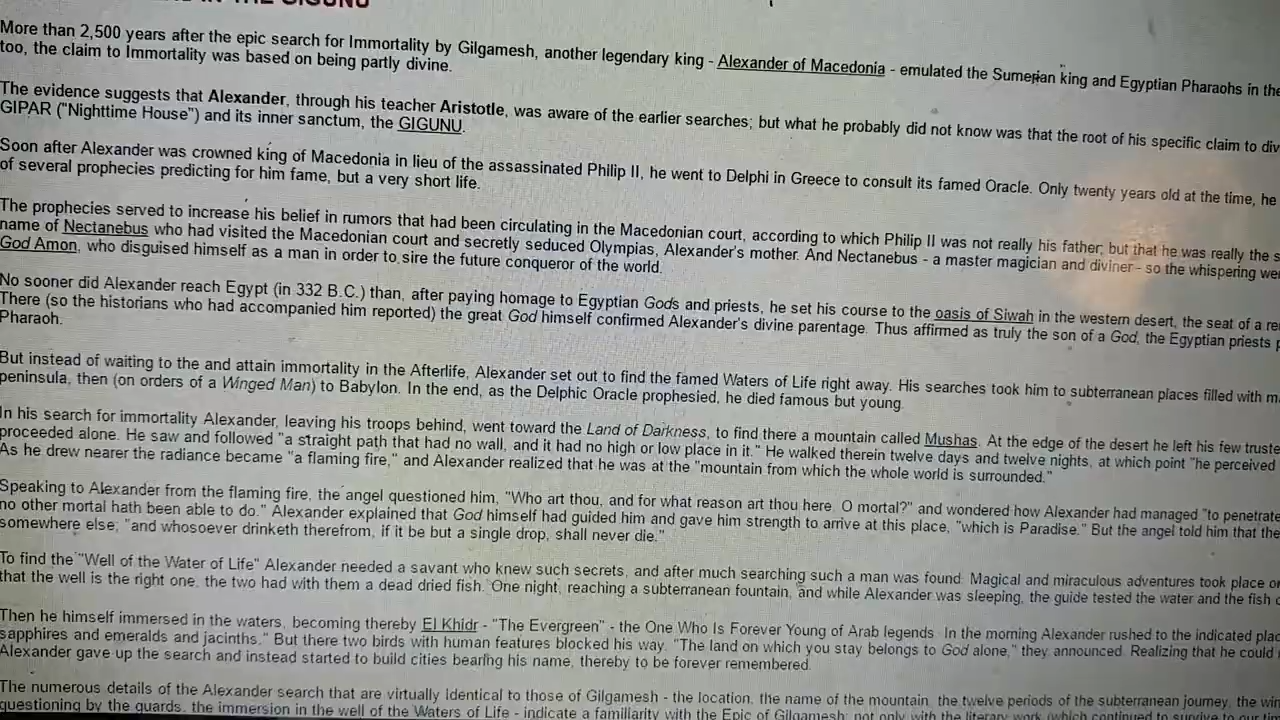 IN THE GIGUNU
More than 2,500 years after the epic search for Immortality by Gilgamesh, another legendary king - Alexander of Macedonia - emulated the Sumerian king and Egyptian Pharaohs in the
too, the claim to Immortality was based on being partly divine.
The evidence suggests that Alexander, through his teacher Aristotle, was aware of the earlier searches; but what he probably did not know was that the root of his specific claim to div
GIPAR ("Nighttime House") and its inner sanctum, the GIGUNU.
Soon after Alexander was crowned king of Macedonia in lieu of the assassinated Philip II, he went to Delphi in Greece to consult its famed Oracle. Only twenty years old at the time, he
of several prophecies predicting for him fame, but a very short life.
The prophecies served to increase his belief in rumors that had been circulating in the Macedonian court, according to which Philip II was not really his father; but that he was really the s
name of Nectanebus who had visited the Macedonian court and secretly seduced Olympias, Alexander's mother. And Nectanebus - a master magician and diviner - so the whispering we
God Amon, who disguised himself as a man in order to sire the future conqueror of the world.
No sooner did Alexander reach Egypt (in 332 B.C.) than, after paying homage to Egyptian Gods and priests, he set his course to the oasis of Siwah in the western desert, the seat of a re
There (so the historians who had accompanied him reported) the great God himself confirmed Alexander's divine parentage. Thus affirmed as truly the son of a God, the Egyptian priests p
Pharaoh.
But instead of waiting to the and attain immortality in the Afterlife, Alexander set out to find the famed Waters of Life right away. His searches took him to subterranean places filled with m
peninsula, then (on orders of a Winged Man) to Babylon. In the end, as the Delphic Oracle prophesied, he died famous but young.
In his search for immortality Alexander, leaving his troops behind, went toward the Land of Darkness, to find there a mountain called Mushas. At the edge of the desert he left his few truste
proceeded alone. He saw and followed "a straight path that had no wall, and it had no high or low place in it." He walked therein twelve days and twelve nights, at which point "he perceived
As he drew nearer the radiance became "a flaming fire," and Alexander realized that he was at the "mountain from which the whole world is surrounded."
Speaking to Alexander from the flaming fire, the angel questioned him, "Who art thou, and for what reason art thou here, O mortal?" and wondered how Alexander had managed "to penetrate
no other mortal hath been able to do." Alexander explained that God himself had guided him and gave him strength to arrive at this place, "which is Paradise." But the angel told him that the
somewhere else; "and whosoever drinketh therefrom, if it be but a single drop, shall never die."
To find the "Well of the Water of Life" Alexander needed a savant who knew such secrets, and after much searching such a man was found. Magical and miraculous adventures took place o
that the well is the right one, the two had with them a dead dried fish. One night, reaching a subterranean fountain, and while Alexander was sleeping, the guide tested the water and the fish
Then he himself immersed in the waters, becoming thereby El Khidr - "The Evergreen" - the One Who Is Forever Young of Arab legends. In the morning Alexander rushed to the indicated plac
sapphires and emeralds and jacinths." But there two birds with human features blocked his way. "The land on which you stay belongs to God alone," they announced. Realizing that he could
Alexander gave up the search and instead started to build cities bearing his name, thereby to be forever remembered.
The numerous details of the Alexander search that are virtually identical to those of Gilgamesh - the location, the name of the mountain, the twelve periods of the subterranean journey, the wi
questioning by the guards, the immersion in the well of the Waters of Life - indicate a familiarity with the Epic of Gilgamesh; not only with the literary work (which continued to survive to our